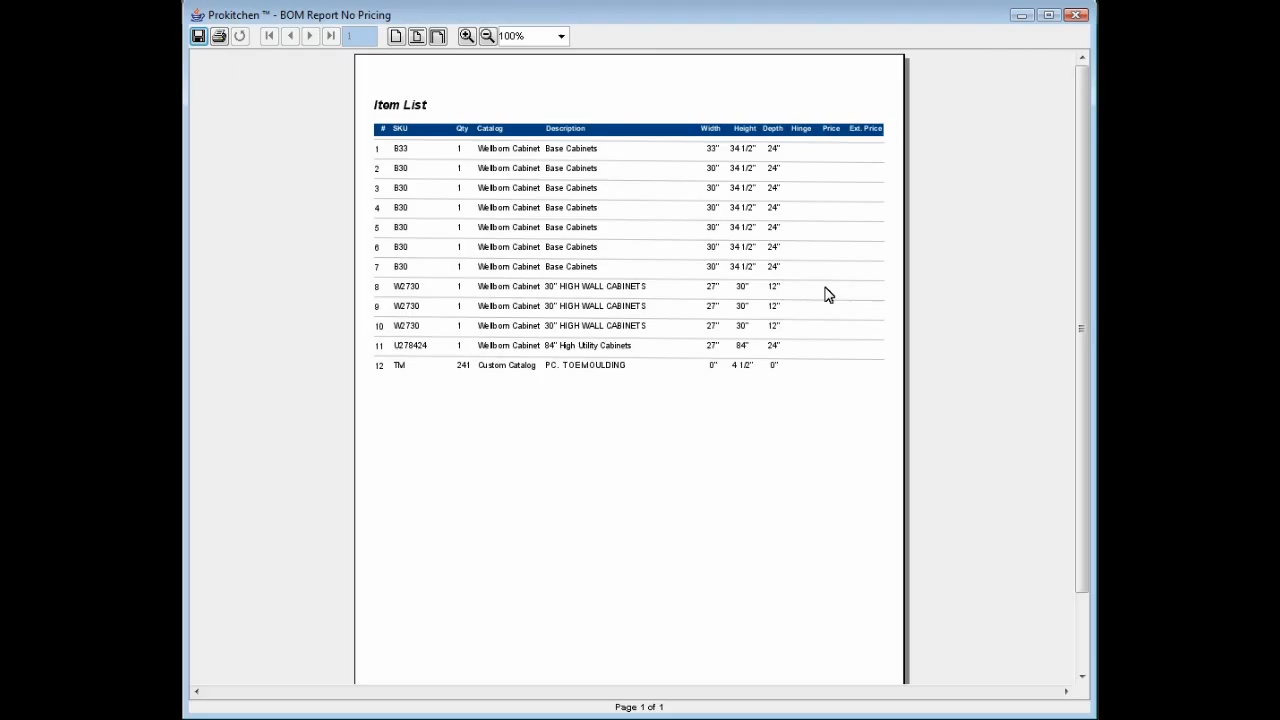 Prokitchen ™ - BOM Report No Pricing
1 100%
Item List
# SKU Qty Catalog Description Width Height Depth Hinge Price Ext. Price
1 B33 1 Wellborn Cabinet Base Cabinets 33" 34 1/2" 24"
2 B30 1 Wellborn Cabinet Base Cabinets 30" 34 1/2" 24"
3 B30 1 Wellborn Cabinet Base Cabinets 30" 34 1/2" 24"
4 B30 1 Wellborn Cabinet Base Cabinets 30" 34 1/2" 24"
5 B30 1 Wellborn Cabinet Base Cabinets 30" 34 1/2" 24"
6 B30 1 Wellborn Cabinet Base Cabinets 30" 34 1/2" 24"
7 B30 1 Wellborn Cabinet Base Cabinets 30" 34 1/2" 24"
8 W2730 1 Wellborn Cabinet 30" HIGH WALL CABINETS 27" 30" 12"
9 W2730 1 Wellborn Cabinet 30" HIGH WALL CABINETS 27" 30" 12"
10 W2730 1 Wellborn Cabinet 30" HIGH WALL CABINETS 27" 30" 12"
11 U278424 1 Wellborn Cabinet 84" High Utility Cabinets 27" 84" 24"
12 TM 241 Custom Catalog PC. TOEMOULDING 0" 4 1/2" 0"
Page 1 of 1